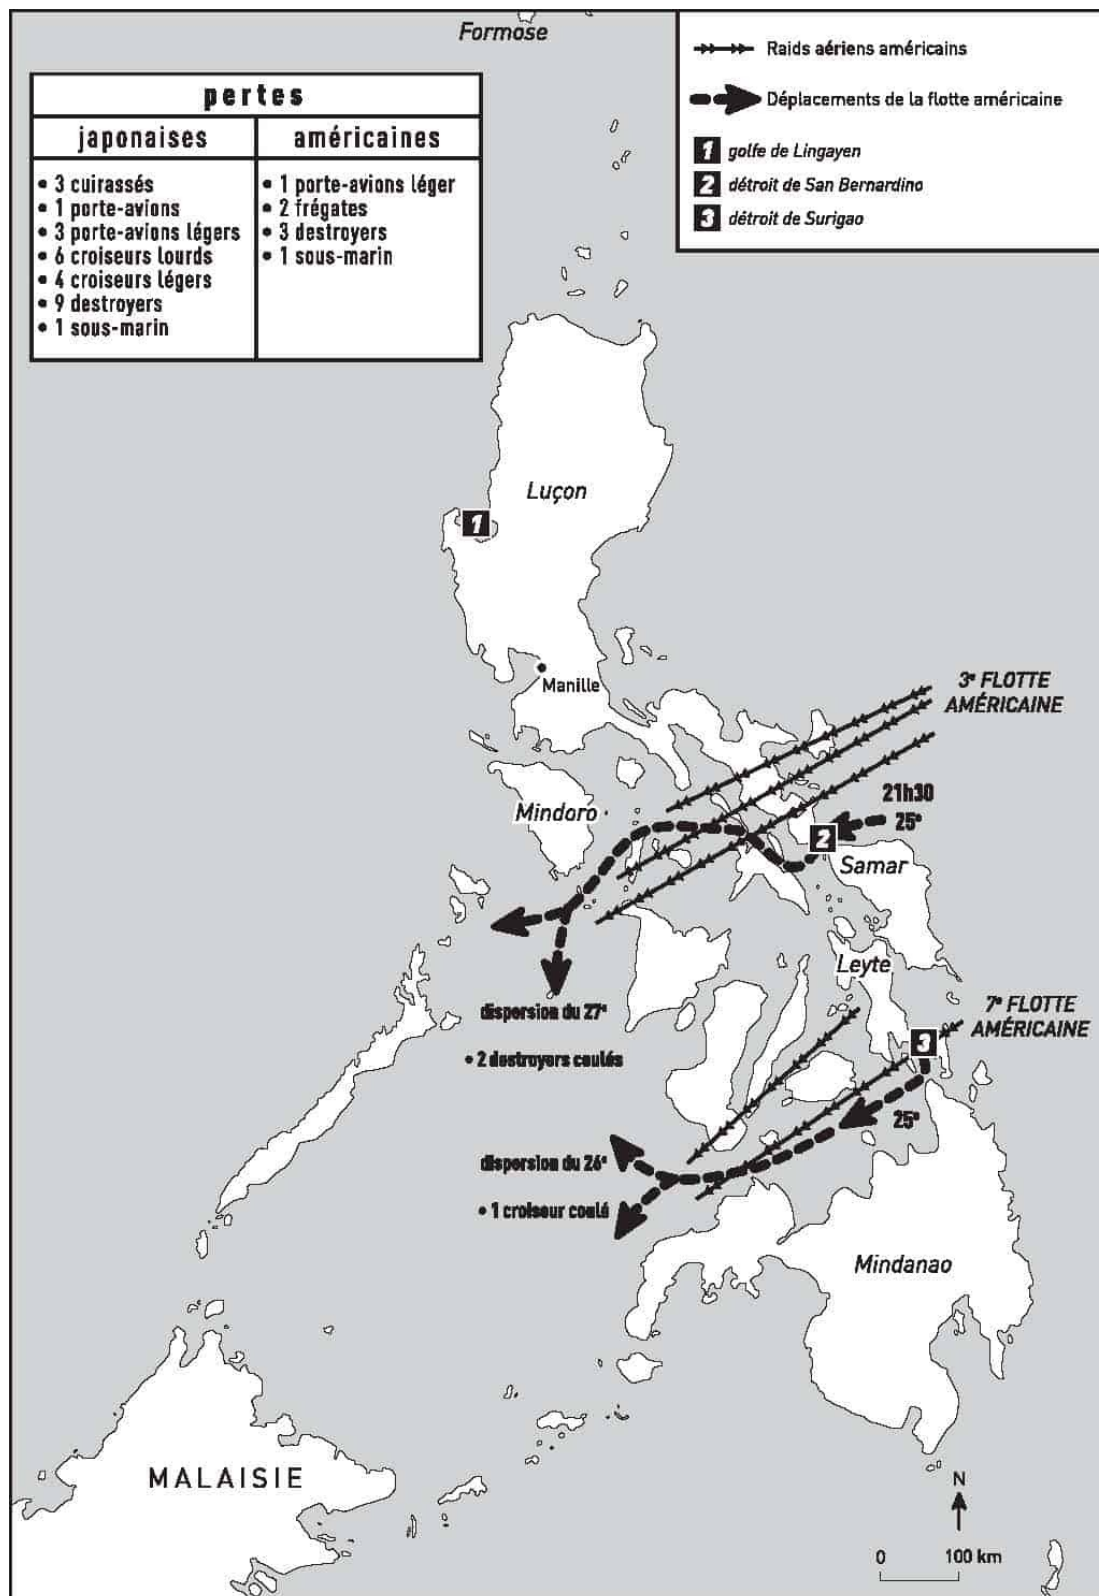 Formose
Raids aériens américains
Déplacements de la flotte américaine
1 golfe de Lingayen
2 détroit de San Bernardino
3 détroit de Surigao
pertes
japonaises
• 3 cuirassés
• 1 porte-avions
• 3 porte-avions légers
• 6 croiseurs lourds
• 4 croiseurs légers
• 9 destroyers
• 1 sous-marin
américaines
• 1 porte-avions léger
• 2 frégates
• 3 destroyers
• 1 sous-marin
Luçon
1
Manille
3e FLOTTE
AMÉRICAINE
Mindoro
21h30
25e
2
Samar
Leyte
7e FLOTTE
AMÉRICAINE
dispersion du 27e
3
• 2 destroyers coulés
25e
dispersion du 26e
• 1 croiseur coulé
Mindanao
MALAISIE
N
0 100 km